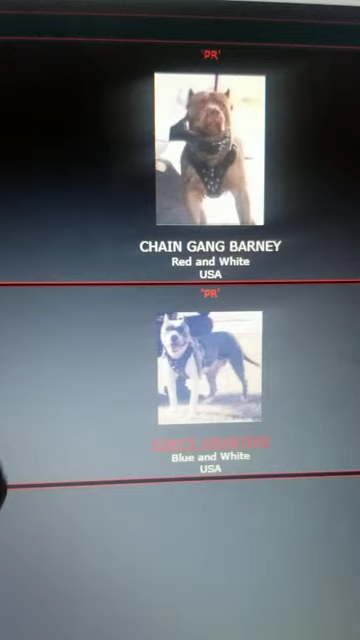 'PR'
CHAIN GANG BARNEY
Red and White
USA
'PR'
Blue and White
USA